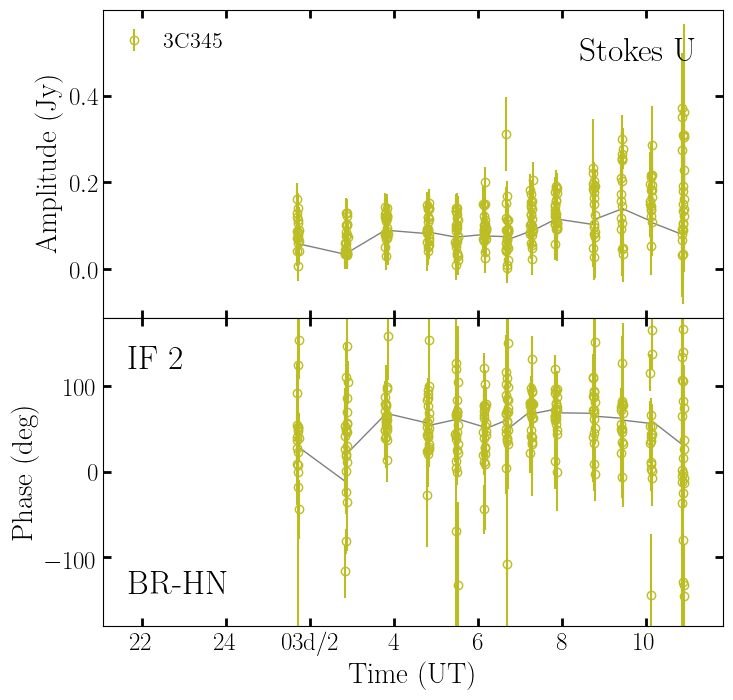 3C345
Stokes U
Amplitude (Jy)
0.4
0.2
0.0
IF 2
BR-HN
Phase (deg)
100
0
−100
22 24 03d/2 4 6 8 10
Time (UT)